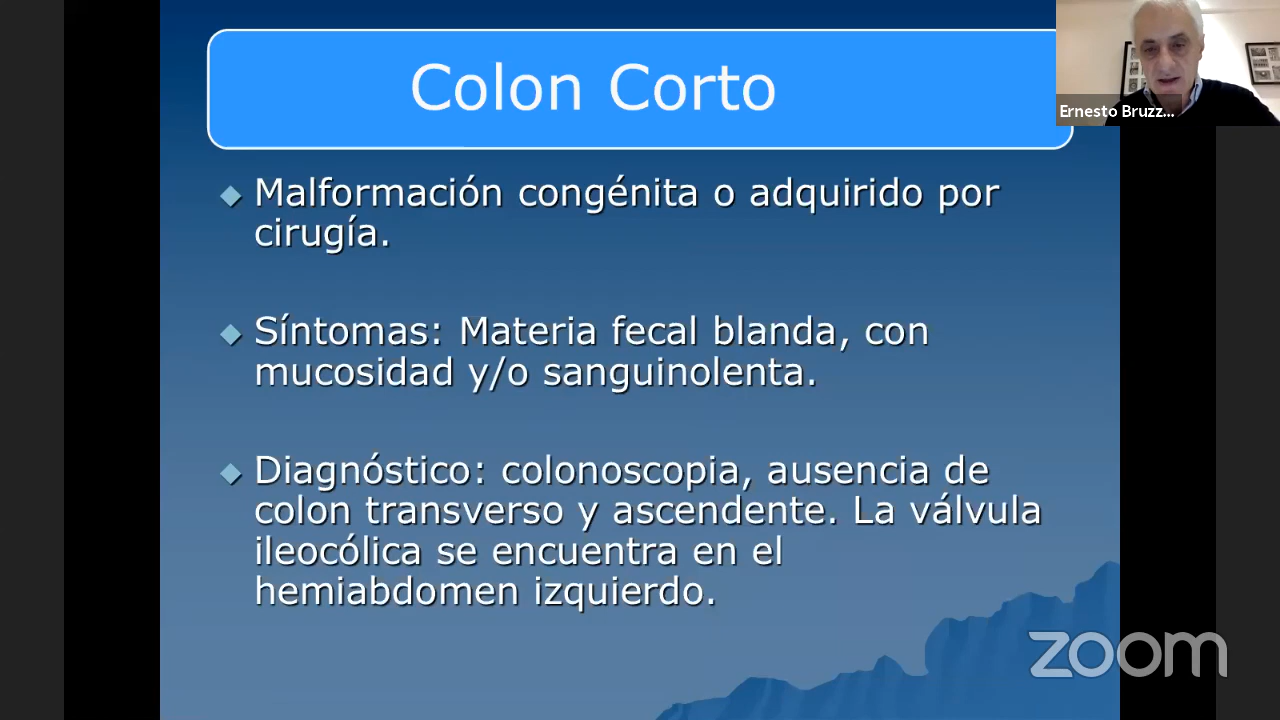 Colon Corto
Ernesto Bruzz...
Malformación congénita o adquirido por
cirugía.
Síntomas: Materia fecal blanda, con
mucosidad y/o sanguinolenta.
Diagnóstico: colonoscopia, ausencia de
colon transverso y ascendente. La válvula
ileocólica se encuentra en el
hemiabdomen izquierdo.
zoom